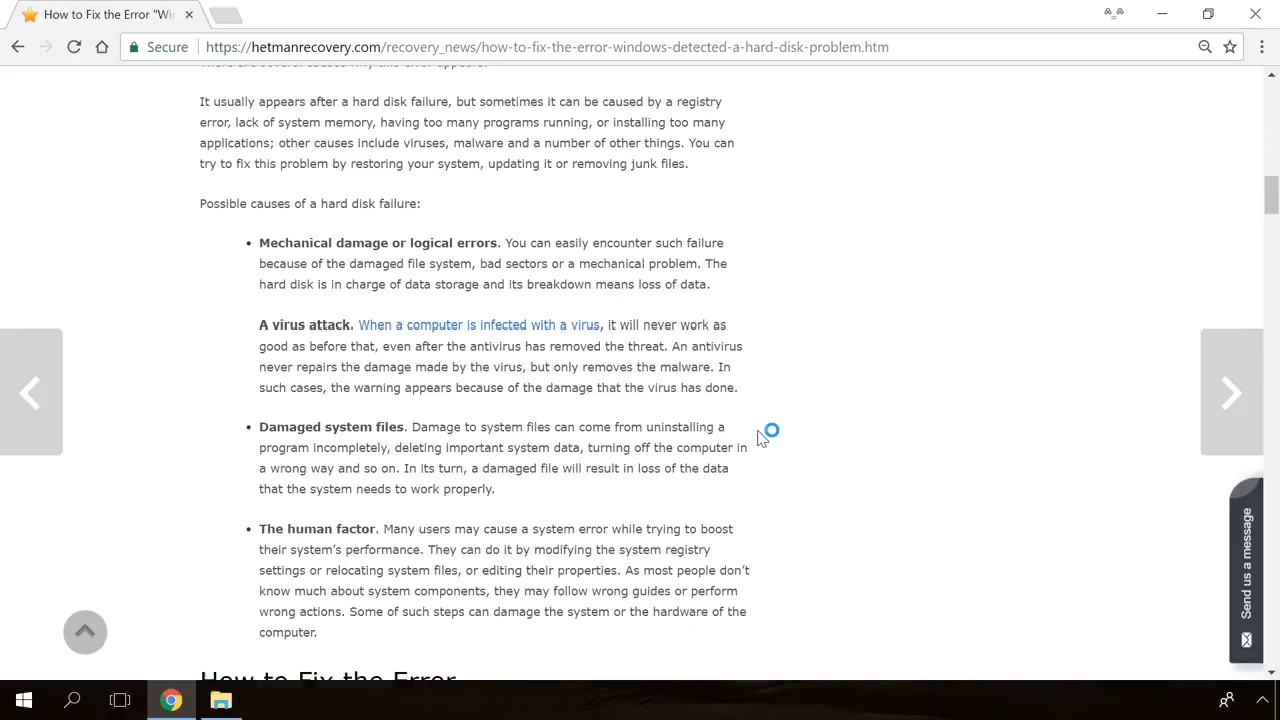 How to Fix the Error "Wi
Secure
https://hetmanrecovery.com/recovery_news/how-to-fix-the-error-windows-detected-a-hard-disk-problem.htm
There are several causes why this error appears.
It usually appears after a hard disk failure, but sometimes it can be caused by a registry
error, lack of system memory, having too many programs running, or installing too many
applications; other causes include viruses, malware and a number of other things. You can
try to fix this problem by restoring your system, updating it or removing junk files.
Possible causes of a hard disk failure:
• Mechanical damage or logical errors. You can easily encounter such failure
because of the damaged file system, bad sectors or a mechanical problem. The
hard disk is in charge of data storage and its breakdown means loss of data.
A virus attack. When a computer is infected with a virus, it will never work as
good as before that, even after the antivirus has removed the threat. An antivirus
never repairs the damage made by the virus, but only removes the malware. In
such cases, the warning appears because of the damage that the virus has done.
• Damaged system files. Damage to system files can come from uninstalling a
program incompletely, deleting important system data, turning off the computer in
a wrong way and so on. In its turn, a damaged file will result in loss of the data
that the system needs to work properly.
• The human factor. Many users may cause a system error while trying to boost
their system’s performance. They can do it by modifying the system registry
settings or relocating system files, or editing their properties. As most people don’t
know much about system components, they may follow wrong guides or perform
wrong actions. Some of such steps can damage the system or the hardware of the
computer.
How to Fix the Error
Send us a message